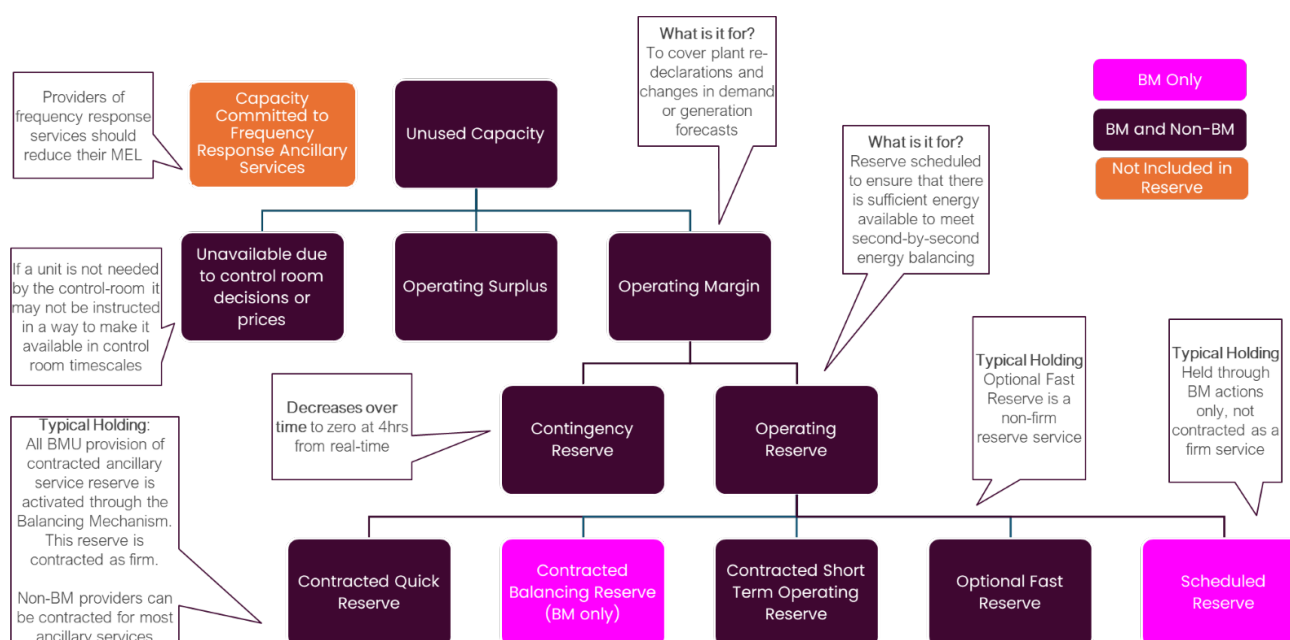 What is it for?
To cover plant re-
declarations and
changes in demand
or generation
forecasts
Providers of
frequency response
services should
reduce their MEL
Capacity
Committed to
Frequency
Response Ancillary
Services
Unused Capacity
BM Only
BM and Non-BM
Not Included in
Reserve
What is it for?
Reserve scheduled
to ensure that there
is sufficient energy
available to meet
second-by-second
energy balancing
If a unit is not needed
by the control-room it
may not be instructed
in a way to make it
available in control
room timescales
Unavailable due
to control room
decisions or
prices
Operating Surplus
Operating Margin
Decreases over
time to zero at 4hrs
from real-time
Contingency
Reserve
Operating
Reserve
Typical Holding
Optional Fast
Reserve is a
non-firm
reserve service
Typical Holding
Held through
BM actions
only, not
contracted as a
firm service
Typical Holding:
All BMU provision of
contracted ancillary
service reserve is
activated through the
Balancing Mechanism.
This reserve is
contracted as firm.
Non-BM providers can
be contracted for most
ancillary services
Contracted Quick
Reserve
Contracted
Balancing Reserve
(BM only)
Contracted Short
Term Operating
Reserve
Optional Fast
Reserve
Scheduled
Reserve